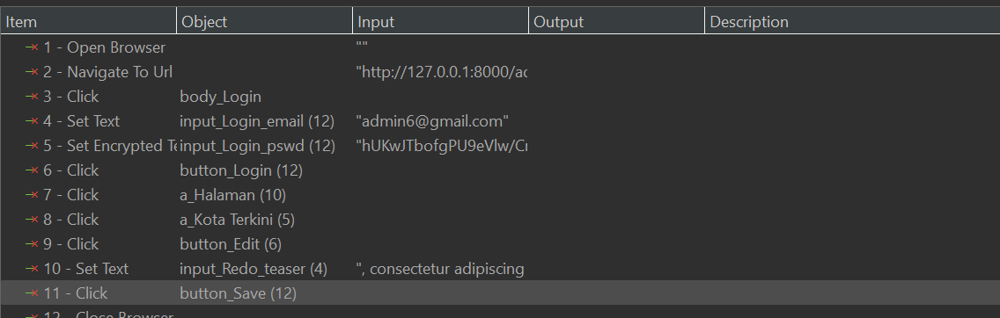 Item Object Input Output Description
1 - Open Browser ""
2 - Navigate To Url "http://127.0.0.1:8000/ac
3 - Click body_Login
4 - Set Text input_Login_email (12) "admin6@gmail.com"
5 - Set Encrypted Te input_Login_pswd (12) "hUKwJTbofgPU9eVlw/Cr
6 - Click button_Login (12)
7 - Click a_Halaman (10)
8 - Click a_Kota Terkini (5)
9 - Click button_Edit (6)
10 - Set Text input_Redo_teaser (4) ", consectetur adipiscing
11 - Click button_Save (12)
12 - Close Browser